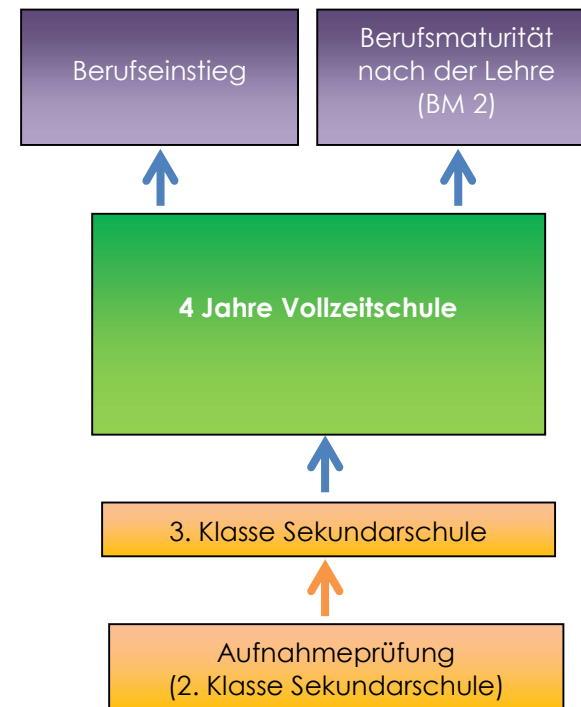 Berufseinstieg
Berufsmaturität
nach der Lehre
(BM 2)
4 Jahre Vollzeitschule
3. Klasse Sekundarschule
Aufnahmeprüfung
(2. Klasse Sekundarschule)